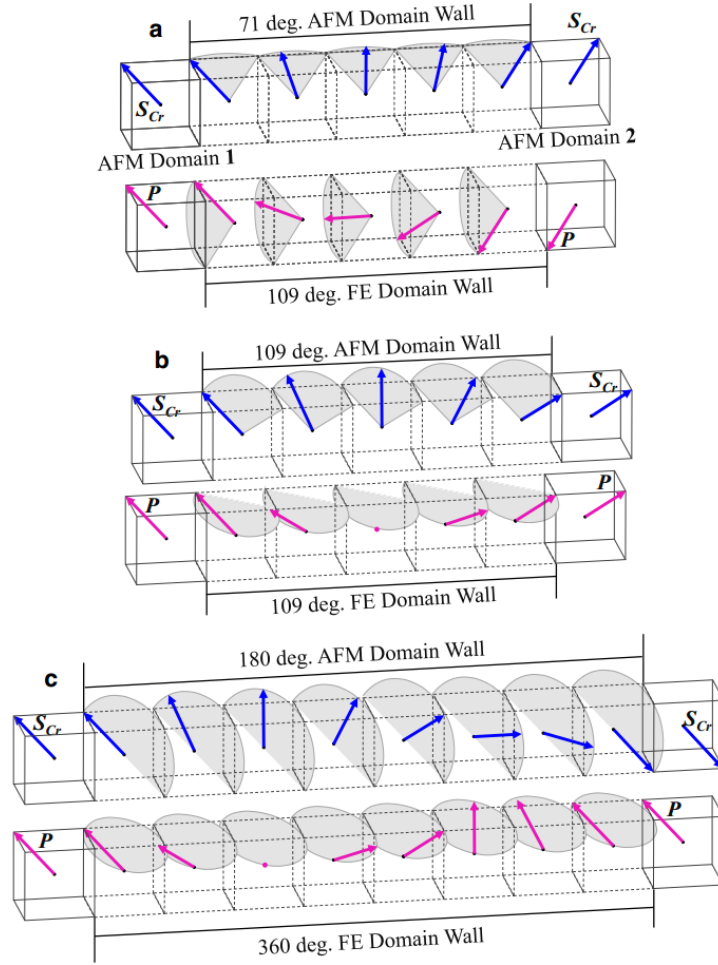 a
71 deg. AFM Domain Wall
S_Cr
S_Cr
AFM Domain 1
AFM Domain 2
P
P
109 deg. FE Domain Wall
b
109 deg. AFM Domain Wall
S_Cr
S_Cr
P
P
109 deg. FE Domain Wall
c
180 deg. AFM Domain Wall
S_Cr
S_Cr
P
P
360 deg. FE Domain Wall